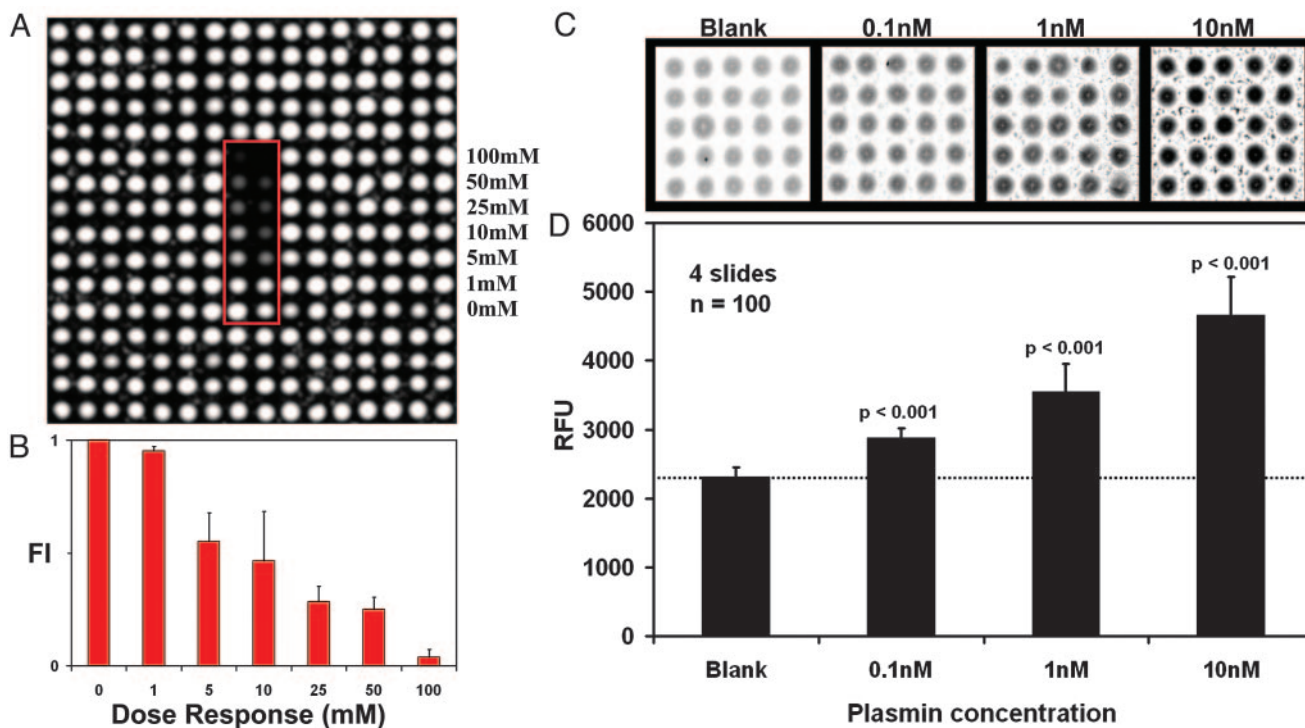 A
100mM
50mM
25mM
10mM
5mM
1mM
0mM
B
1
FI
0
0 1 5 10 25 50 100
Dose Response (mM)
C
Blank 0.1nM 1nM 10nM
D
6000
5000
4000
3000
2000
1000
0
RFU
4 slides
n = 100
p < 0.001
p < 0.001
p < 0.001
Blank 0.1nM 1nM 10nM
Plasmin concentration